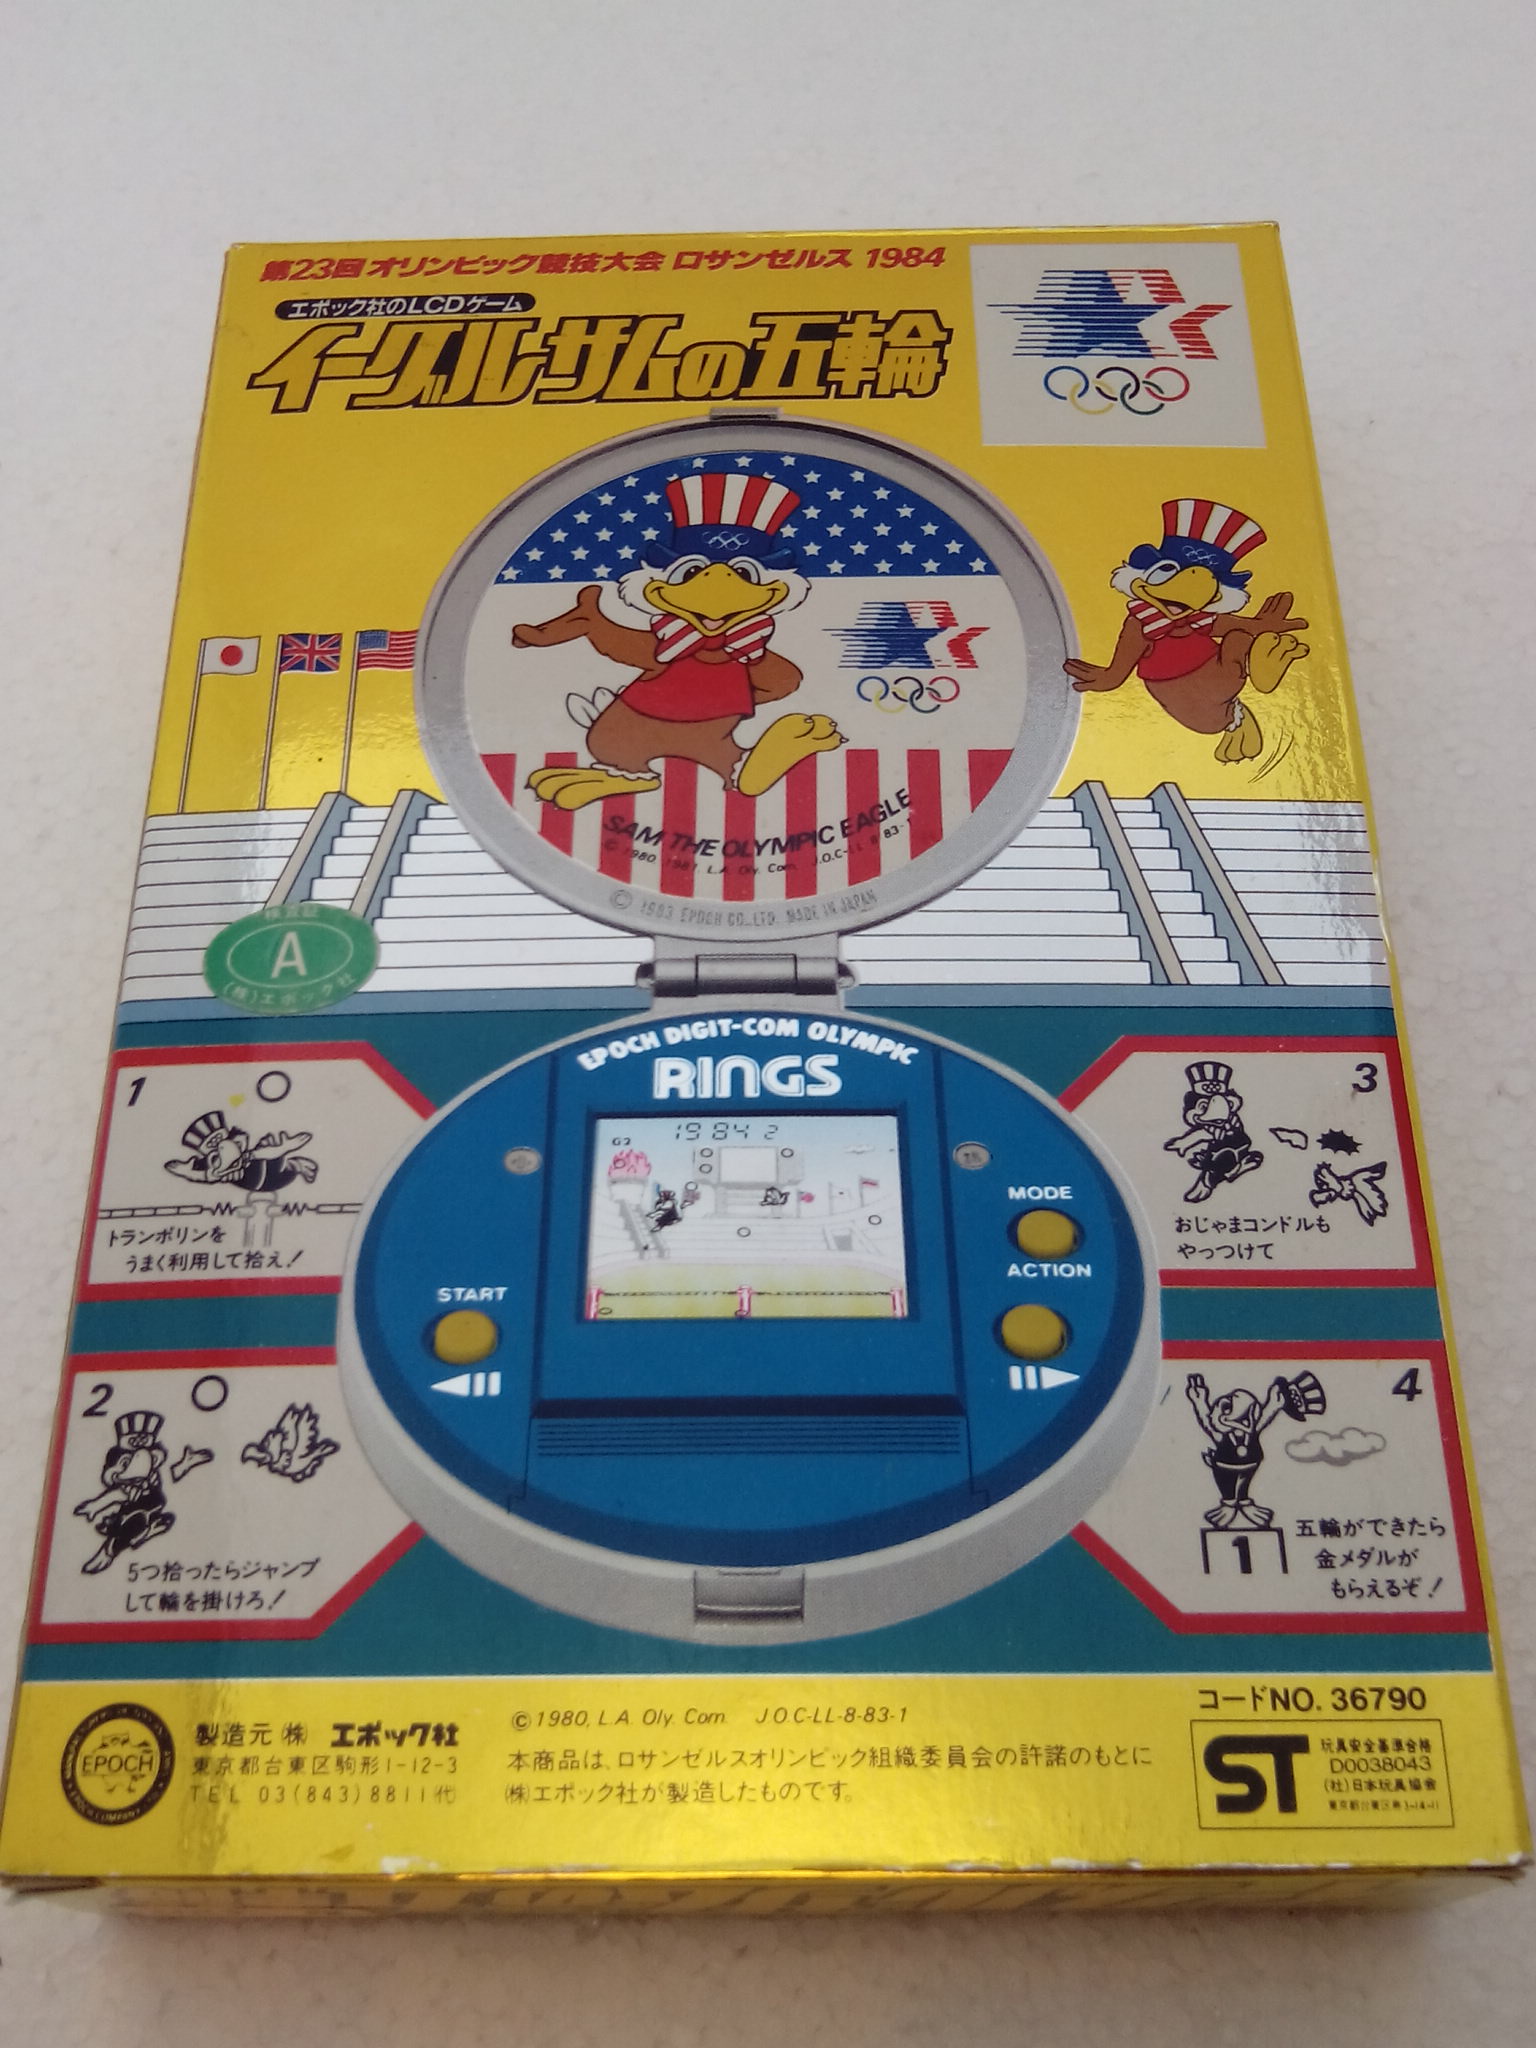 第23回オリンピック競技大会 ロサンゼルス 1984
エポック社のLCDゲーム
イーグルサムの五輪
SAM THE OLYMPIC EAGLE
© 1980, 1981, L.A. Oly. Com. J.O.C-LL-8-83-1
© 1983 EPOCH CO., LTD. MADE IN JAPAN
検査証
A
(株)エポック社
EPOCH DIGIT-COM OLYMPIC
RINGS
1984 2
G2
MODE
ACTION
START
1
トランポリンを
うまく利用して拾え!
2
5つ拾ったらジャンプ
して輪を掛けろ!
3
おじゃまコンドルも
やっつけて
4
1
五輪ができたら
金メダルが
もらえるぞ!
EPOCH
製造元 (株) エポック社
東京都台東区駒形1-12-3
TEL 03(843)8811代
©1980, L.A. Oly. Com. J.O.C-LL-8-83-1
本商品は、ロサンゼルスオリンピック組織委員会の許諾のもとに
(株)エポック社が製造したものです。
コードNO. 36790
ST
玩具安全基準合格
D0038043
(社)日本玩具協会